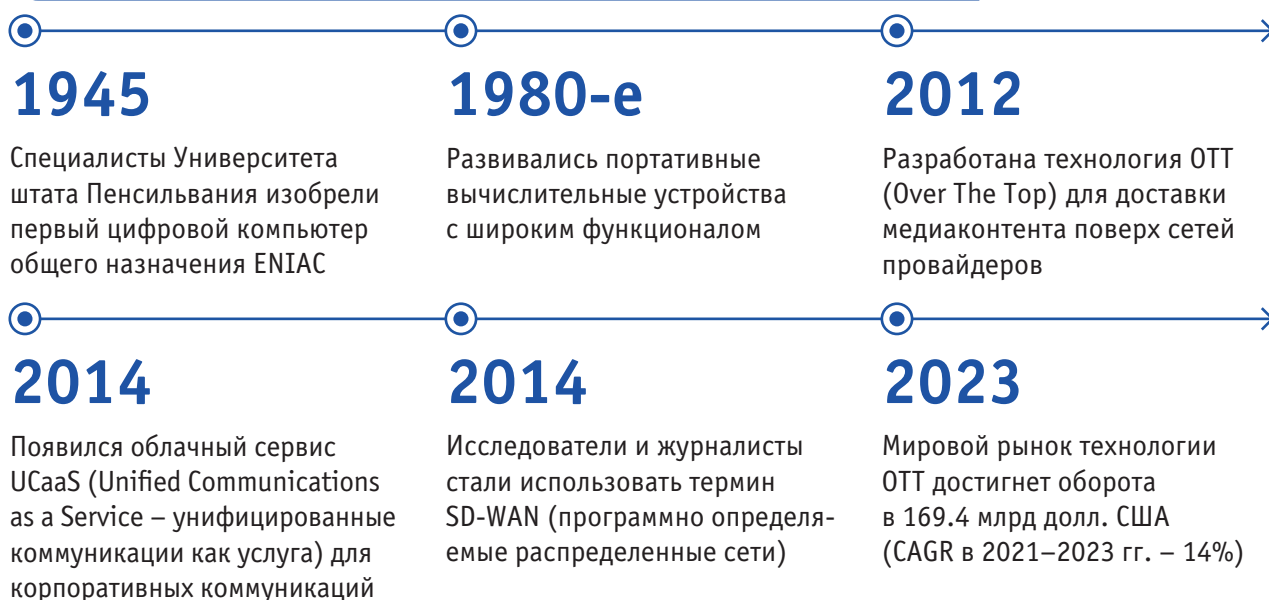 1945
Специалисты Университета
штата Пенсильвания изобрели
первый цифровой компьютер
общего назначения ENIAC
1980-е
Развивались портативные
вычислительные устройства
с широким функционалом
2012
Разработана технология OTT
(Over The Top) для доставки
медиаконтента поверх сетей
провайдеров
2014
Появился облачный сервис
UCaaS (Unified Communications
as a Service – унифицированные
коммуникации как услуга) для
корпоративных коммуникаций
2014
Исследователи и журналисты
стали использовать термин
SD-WAN (программно определя-
емые распределенные сети)
2023
Мировой рынок технологии
OTT достигнет оборота
в 169.4 млрд долл. США
(CAGR в 2021–2023 гг. – 14%)